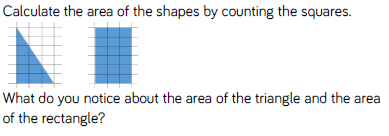 Calculate the area of the shapes by counting the squares.
What do you notice about the area of the triangle and the area
of the rectangle?